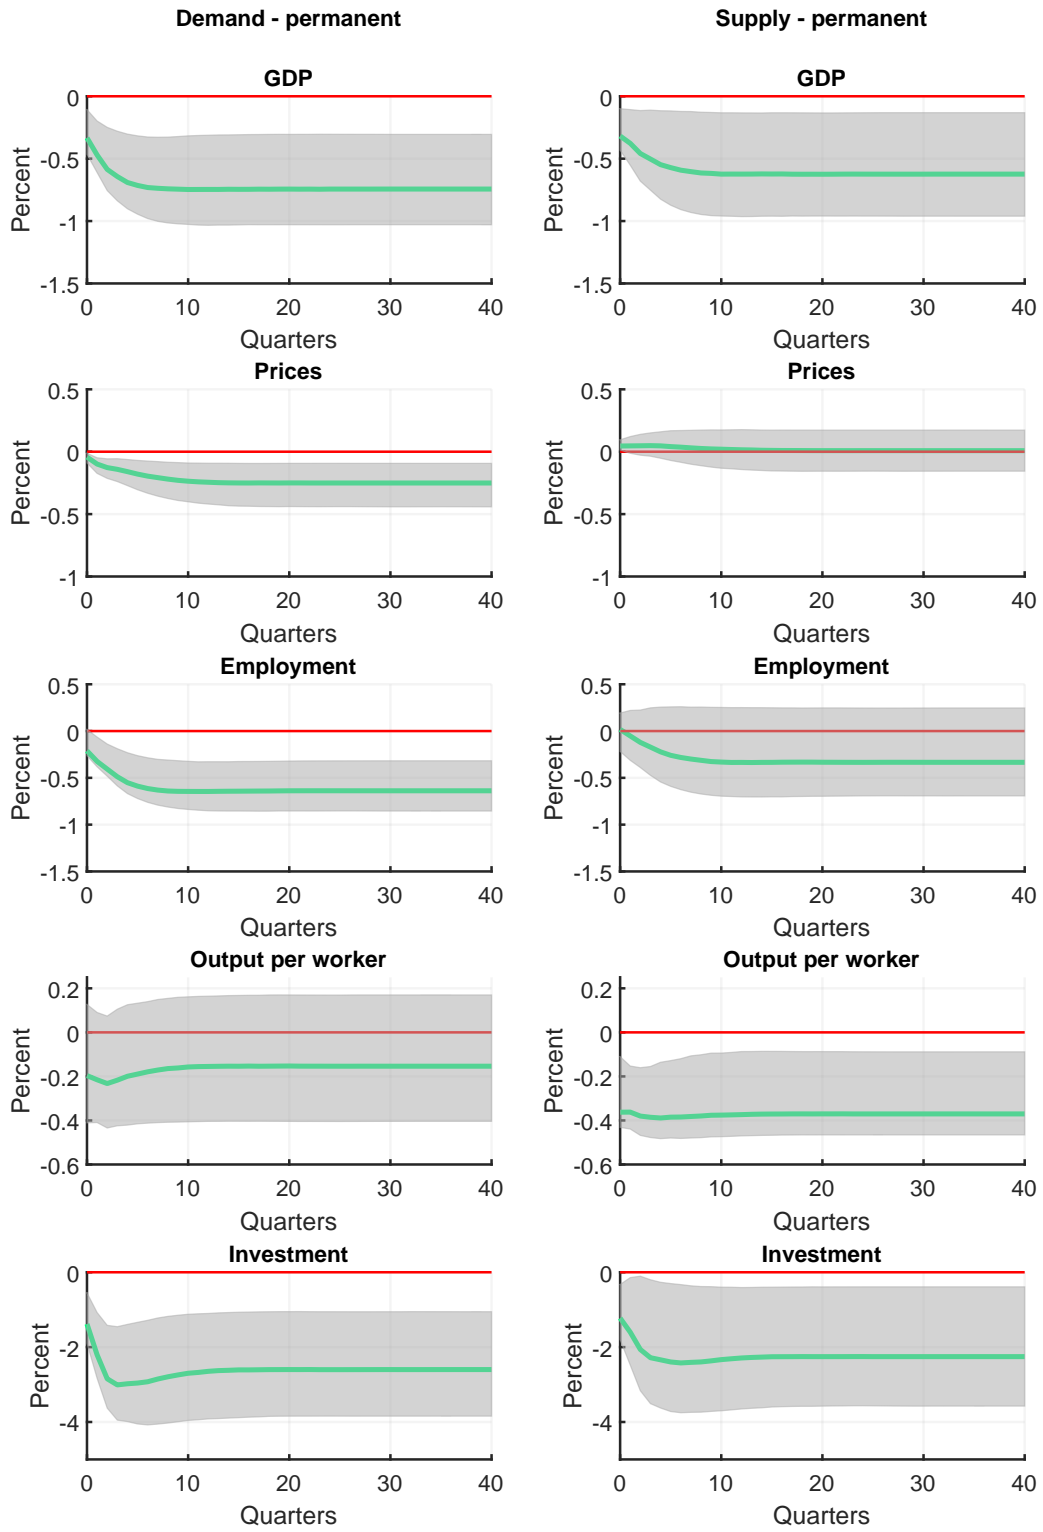 Demand - permanent
Supply - permanent
GDP
GDP
0
-0.5
-1
-1.5
Percent
0 10 20 30 40
Quarters
0
-0.5
-1
-1.5
Percent
0 10 20 30 40
Quarters
Prices
Prices
0.5
0
-0.5
-1
Percent
0 10 20 30 40
Quarters
0.5
0
-0.5
-1
Percent
0 10 20 30 40
Quarters
Employment
Employment
0.5
0
-0.5
-1
-1.5
Percent
0 10 20 30 40
Quarters
0.5
0
-0.5
-1
-1.5
Percent
0 10 20 30 40
Quarters
Output per worker
Output per worker
0.2
0
-0.2
-0.4
-0.6
Percent
0 10 20 30 40
Quarters
0.2
0
-0.2
-0.4
-0.6
Percent
0 10 20 30 40
Quarters
Investment
Investment
0
-2
-4
Percent
0 10 20 30 40
Quarters
0
-2
-4
Percent
0 10 20 30 40
Quarters